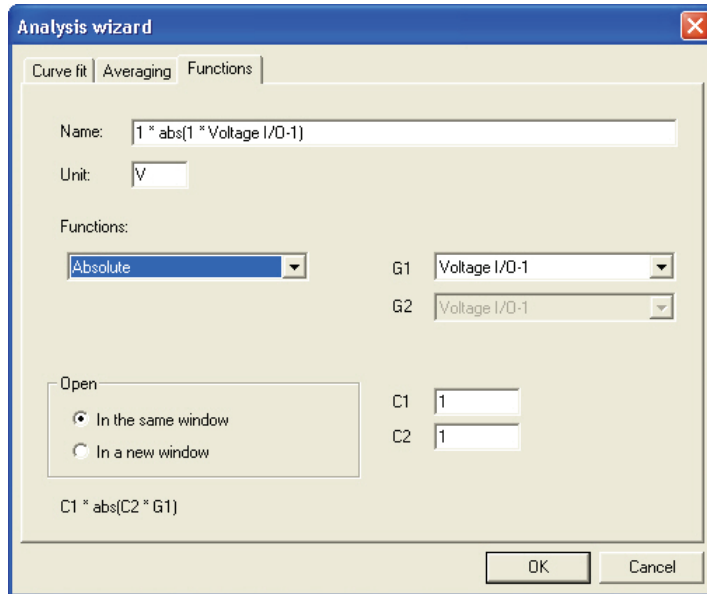 Analysis wizard
Curve fit Averaging Functions
Name: 1 * abs(1 * Voltage I/O-1)
Unit: V
Functions:
Absolute
G1 Voltage I/O-1
G2 Voltage I/O-1
Open
In the same window
In a new window
C1 1
C2 1
C1 * abs(C2 * G1)
OK Cancel